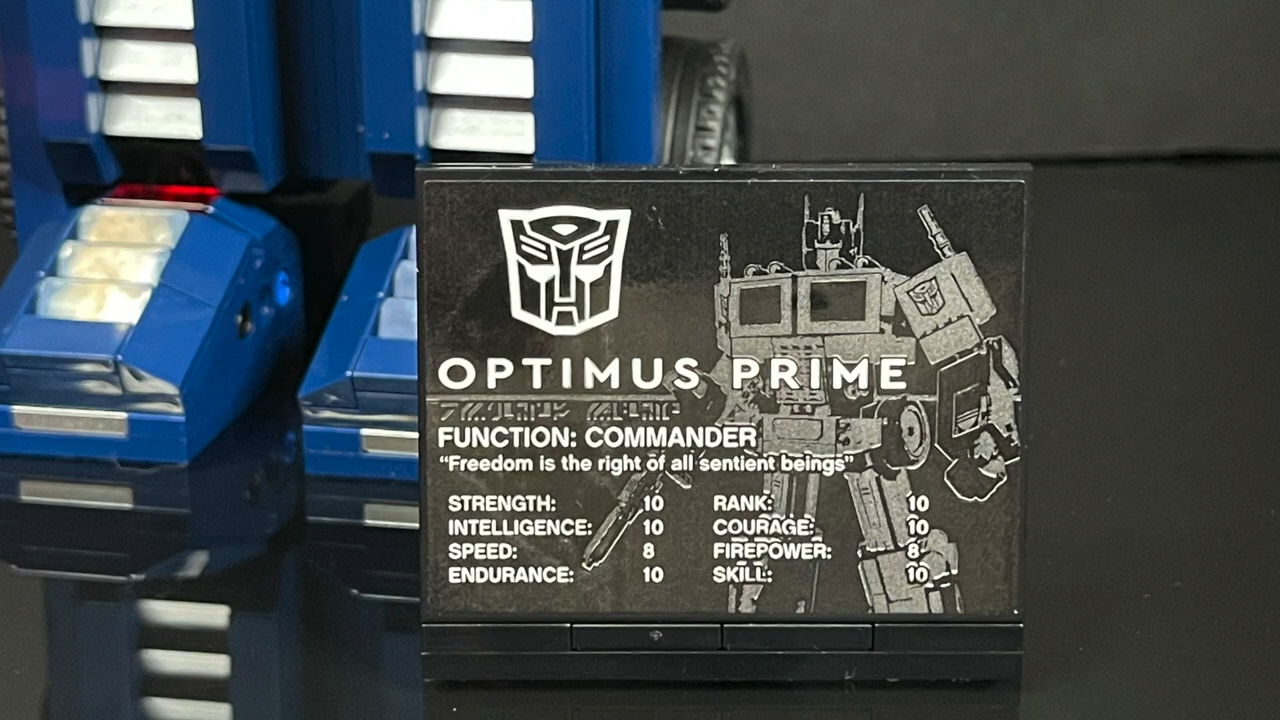 OPTIMUS PRIME
FUNCTION: COMMANDER
“Freedom is the right of all sentient beings”
STRENGTH: 10 RANK: 10
INTELLIGENCE: 10 COURAGE: 10
SPEED: 8 FIREPOWER: 8
ENDURANCE: 10 SKILL: 10